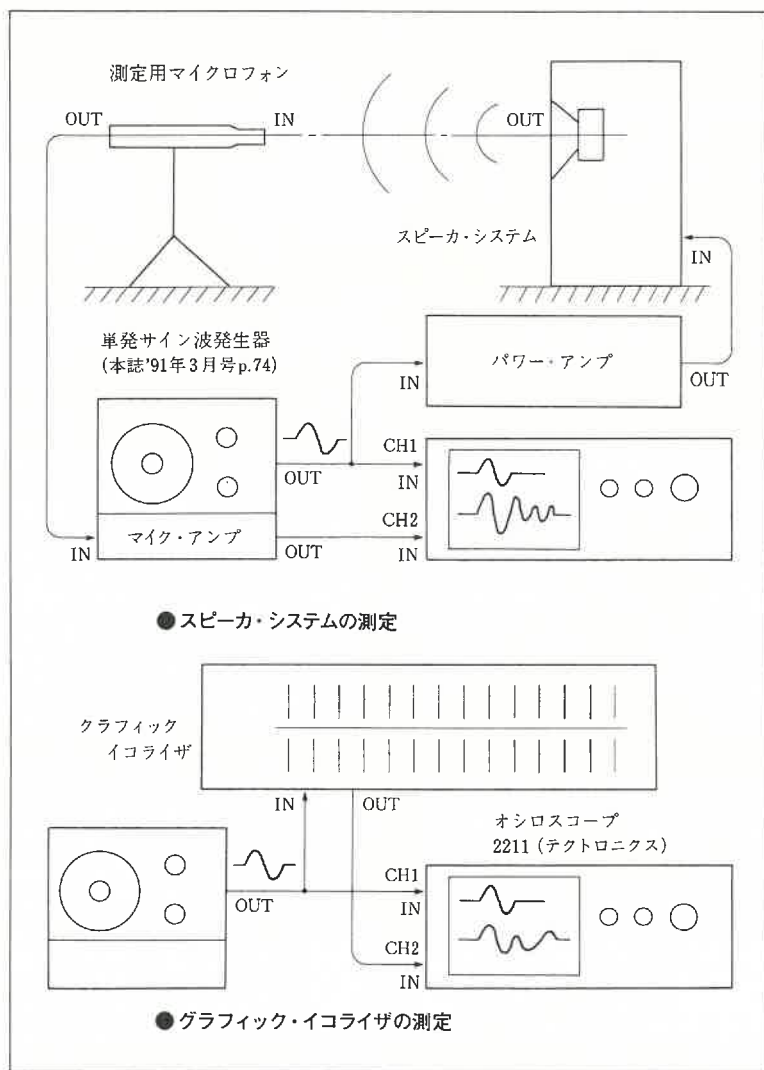 測定用マイクロフォン
OUT
IN
OUT
スピーカ・システム
IN
単発サイン波発生器
(本誌'91年3月号p.74)
パワー・アンプ
IN
OUT
OUT
CH1
IN
マイク・アンプ
IN
OUT
CH2
IN
●スピーカ・システムの測定
クラフィック
イコライザ
IN
OUT
オシロスコープ
2211(テクトロニクス)
OUT
CH1
IN
CH2
IN
●グラフィック・イコライザの測定